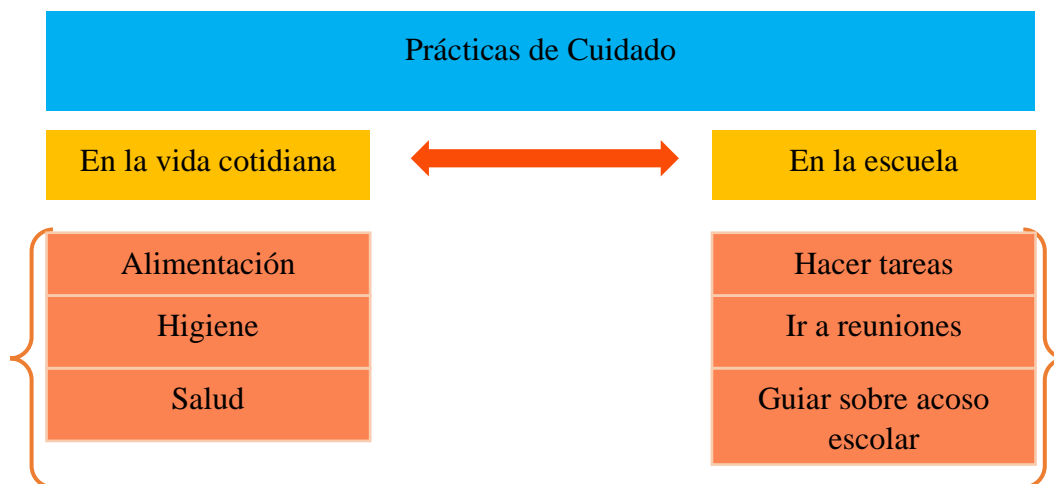 Prácticas de Cuidado
En la vida cotidiana
En la escuela
Alimentación
Higiene
Salud
Hacer tareas
Ir a reuniones
Guiar sobre acoso
escolar